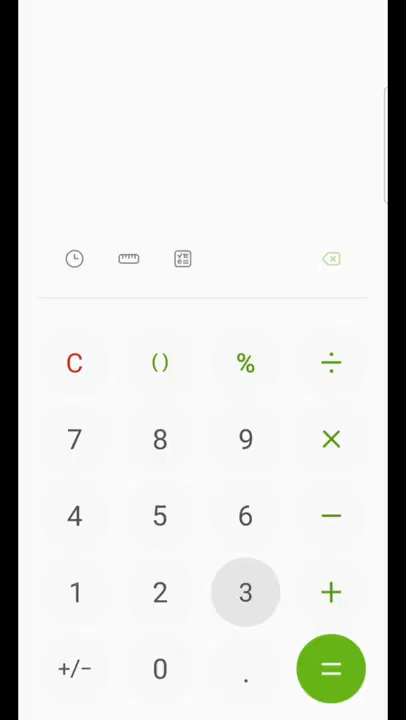 C () % ÷
7 8 9 ×
4 5 6 −
1 2 3 +
+/− 0 . =